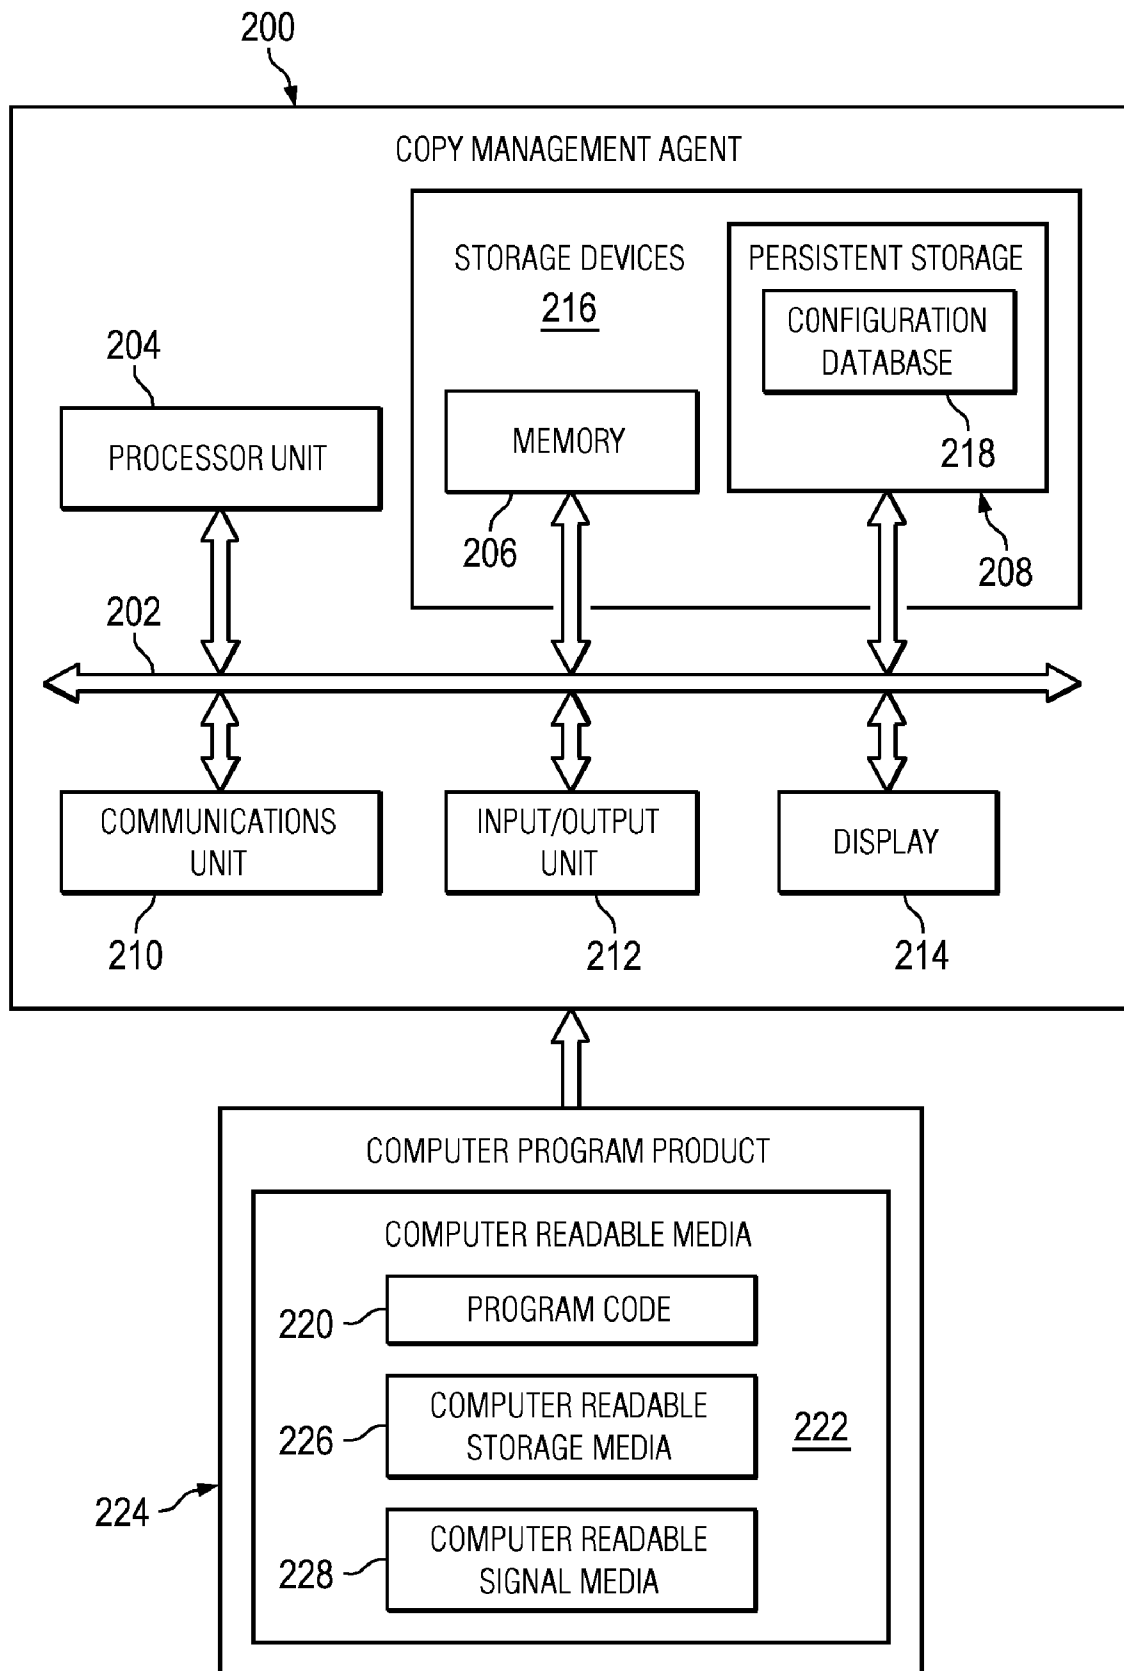 200
COPY MANAGEMENT AGENT
STORAGE DEVICES
216
PERSISTENT STORAGE
CONFIGURATION
DATABASE
218
204
PROCESSOR UNIT
MEMORY
206
208
202
COMMUNICATIONS
UNIT
210
INPUT/OUTPUT
UNIT
212
DISPLAY
214
COMPUTER PROGRAM PRODUCT
COMPUTER READABLE MEDIA
220
PROGRAM CODE
226
COMPUTER READABLE
STORAGE MEDIA
222
224
228
COMPUTER READABLE
SIGNAL MEDIA